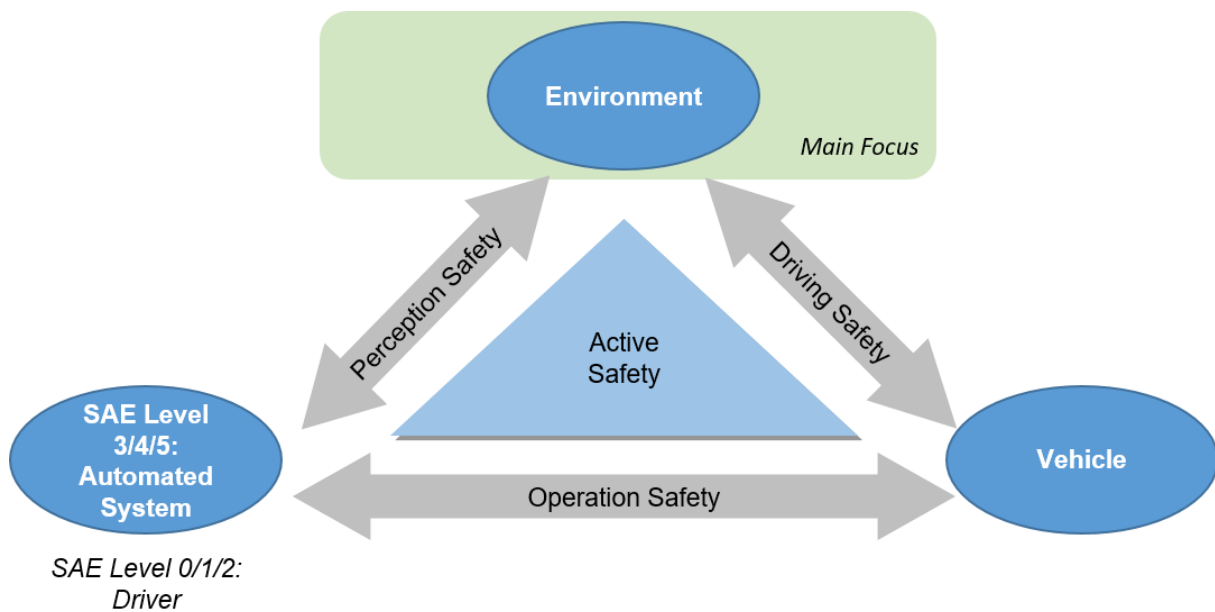 Environment
Main Focus
Perception Safety
Driving Safety
Active
Safety
SAE Level
3/4/5:
Automated
System
Vehicle
Operation Safety
SAE Level 0/1/2:
Driver